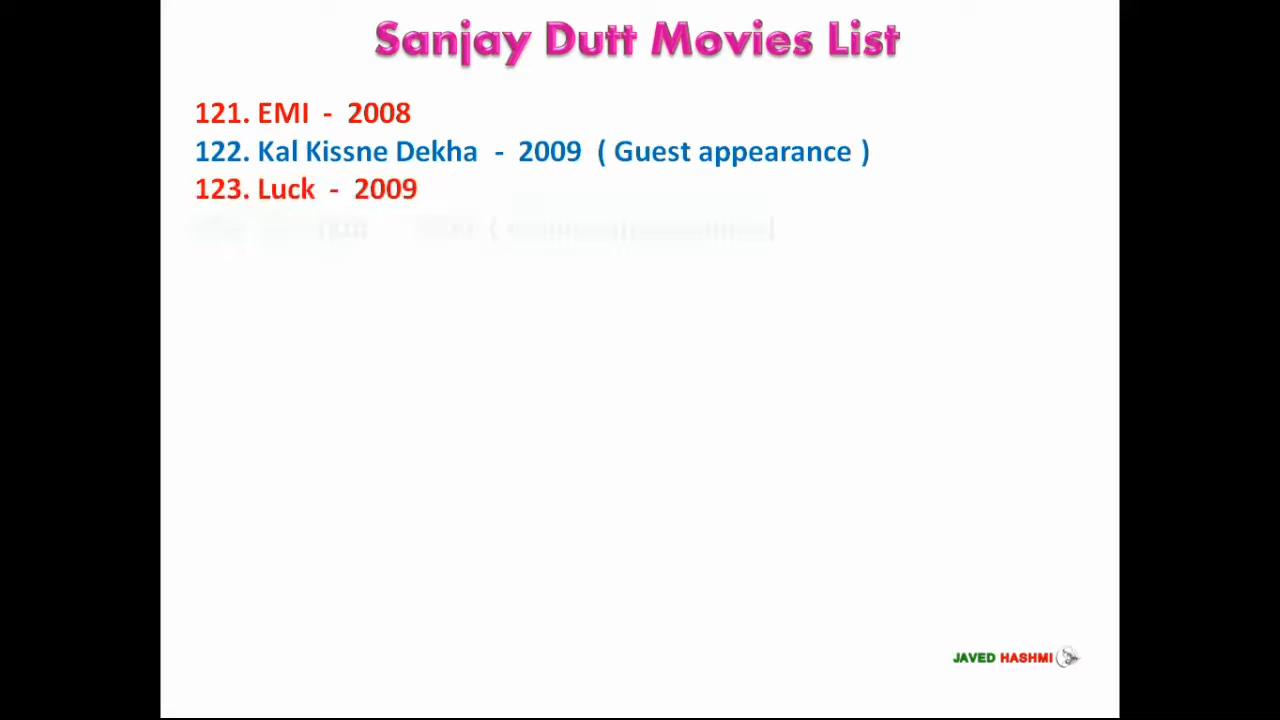 Sanjay Dutt Movies List
121. EMI - 2008
122. Kal Kissne Dekha - 2009 ( Guest appearance )
123. Luck - 2009
JAVED HASHMI